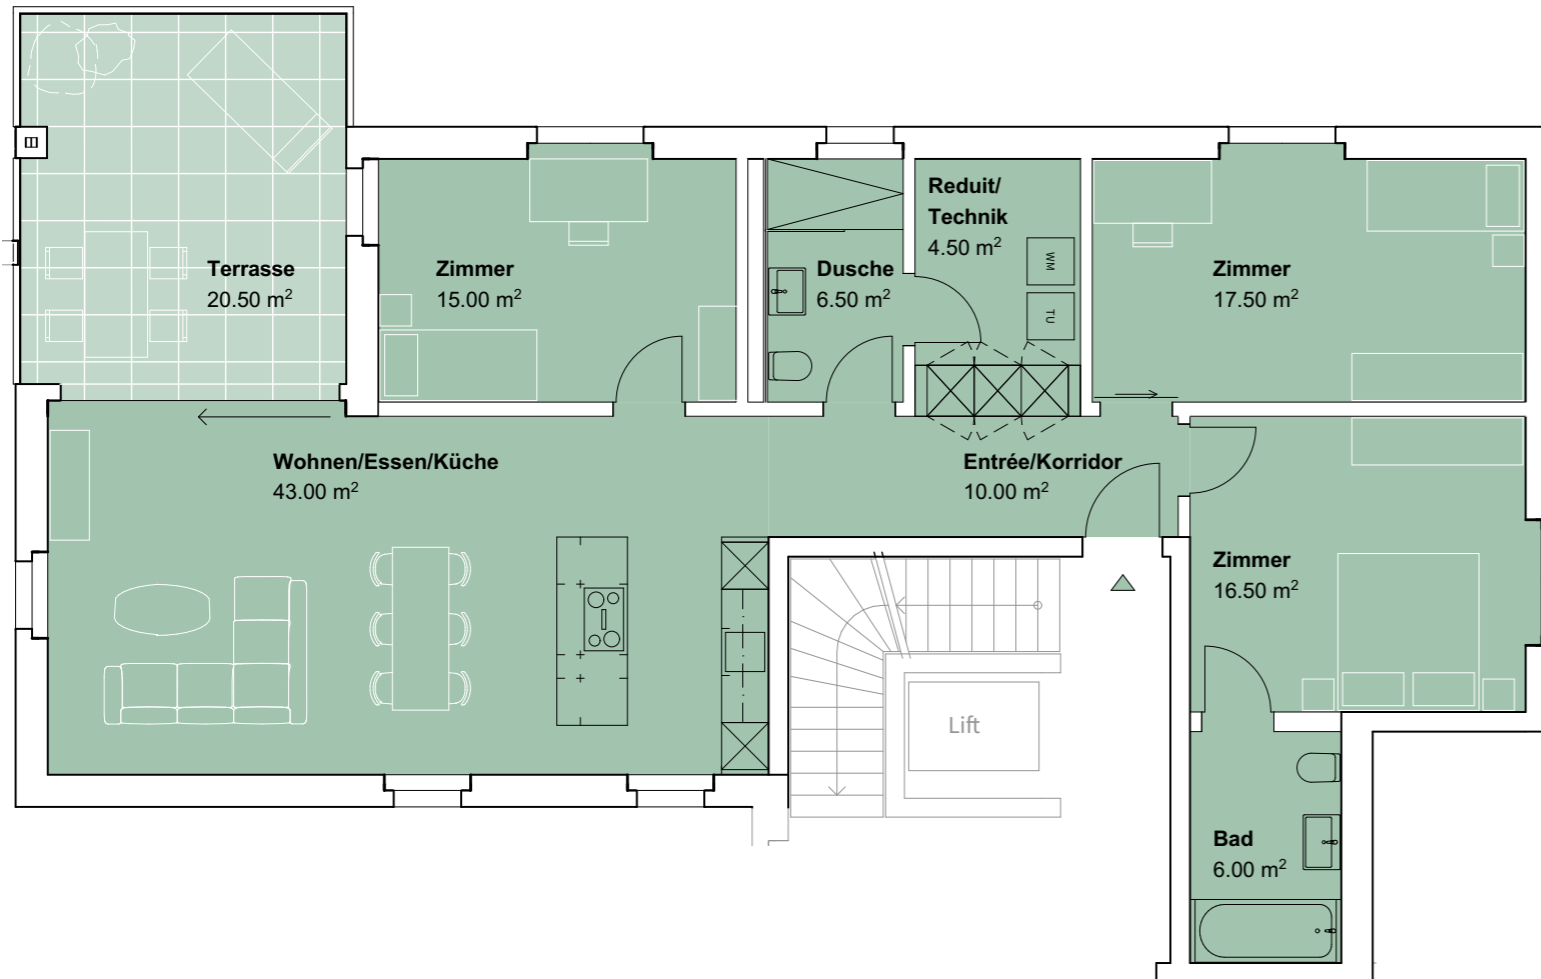 Terrasse
20.50 m²
Zimmer
15.00 m²
Dusche
6.50 m²
Reduit/
Technik
4.50 m²
WM
TU
Zimmer
17.50 m²
Wohnen/Essen/Küche
43.00 m²
Entrée/Korridor
10.00 m²
Zimmer
16.50 m²
Lift
Bad
6.00 m²